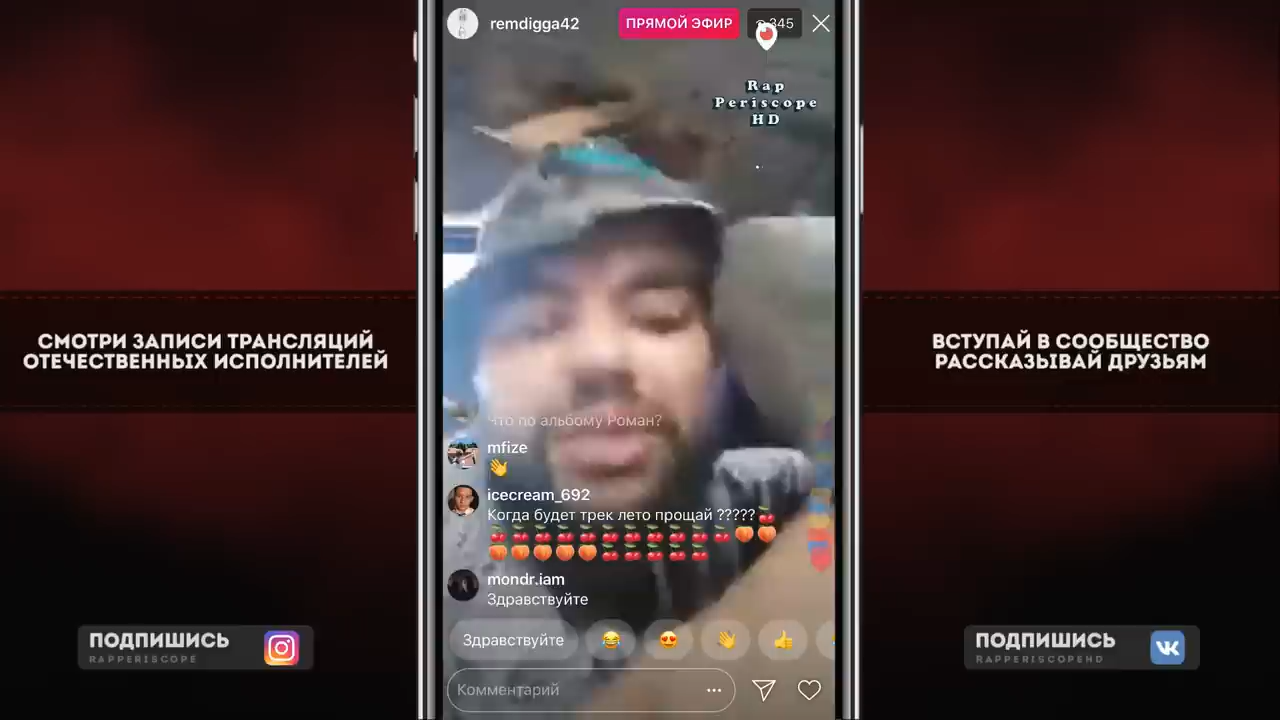 remdigga42
ПРЯМОЙ ЭФИР
345
Rap
Periscope
HD
СМОТРИ ЗАПИСИ ТРАНСЛЯЦИЙ
ОТЕЧЕСТВЕННЫХ ИСПОЛНИТЕЛЕЙ
ВСТУПАЙ В СООБЩЕСТВО
РАССКАЗЫВАЙ ДРУЗЬЯМ
Что по альбому Роман?
mfize
icecream_692
Когда будет трек лето прощай ?????
mondr.iam
Здравствуйте
Здравствуйте
Комментарий
ПОДПИШИСЬ
RAPPERISCOPE
ПОДПИШИСЬ
RAPPERISCOPEHD